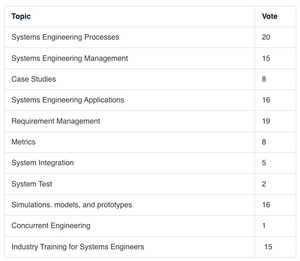 Topic Vote
Systems Engineering Processes 20
Systems Engineering Management 15
Case Studies 8
Systems Engineering Applications 16
Requirement Management 19
Metrics 8
System Integration 5
System Test 2
Simulations. models, and prototypes 16
Concurrent Engineering 1
Industry Training for Systems Engineers 15